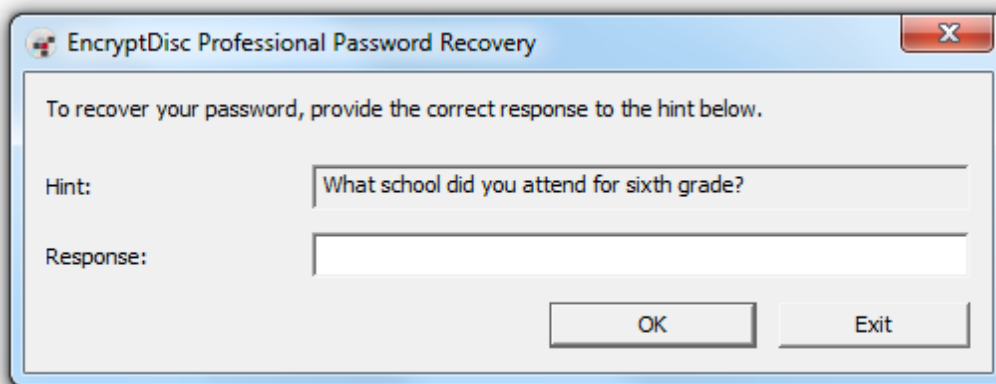 EncryptDisc Professional Password Recovery
To recover your password, provide the correct response to the hint below.
Hint: What school did you attend for sixth grade?
Response:
OK Exit